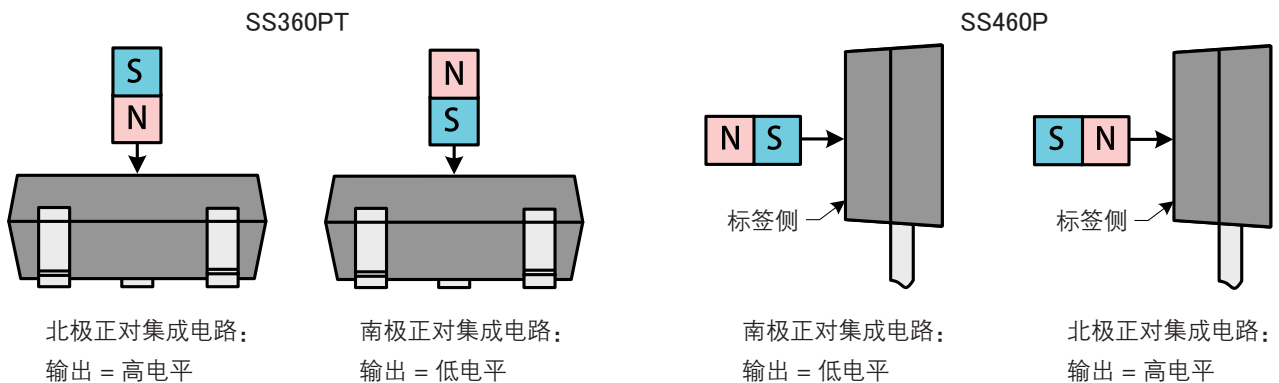 SS360PT
SS460P
S
N
N
S
N S
S N
标签侧
标签侧
北极正对集成电路：
输出 = 高电平
南极正对集成电路：
输出 = 低电平
南极正对集成电路：
输出 = 低电平
北极正对集成电路：
输出 = 高电平